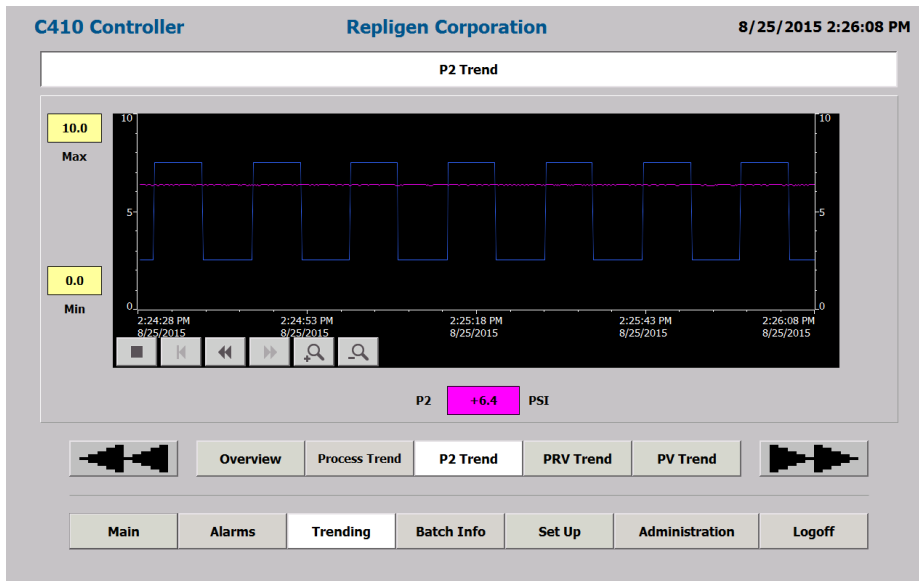 C410 Controller Repligen Corporation 8/25/2015 2:26:08 PM
P2 Trend
10.0
Max
0.0
Min
10 10
5 5
0 0
2:24:28 PM 2:24:53 PM 2:25:18 PM 2:25:43 PM 2:26:08 PM
8/25/2015 8/25/2015 8/25/2015 8/25/2015 8/25/2015
P2 +6.4 PSI
Overview Process Trend P2 Trend PRV Trend PV Trend
Main Alarms Trending Batch Info Set Up Administration Logoff